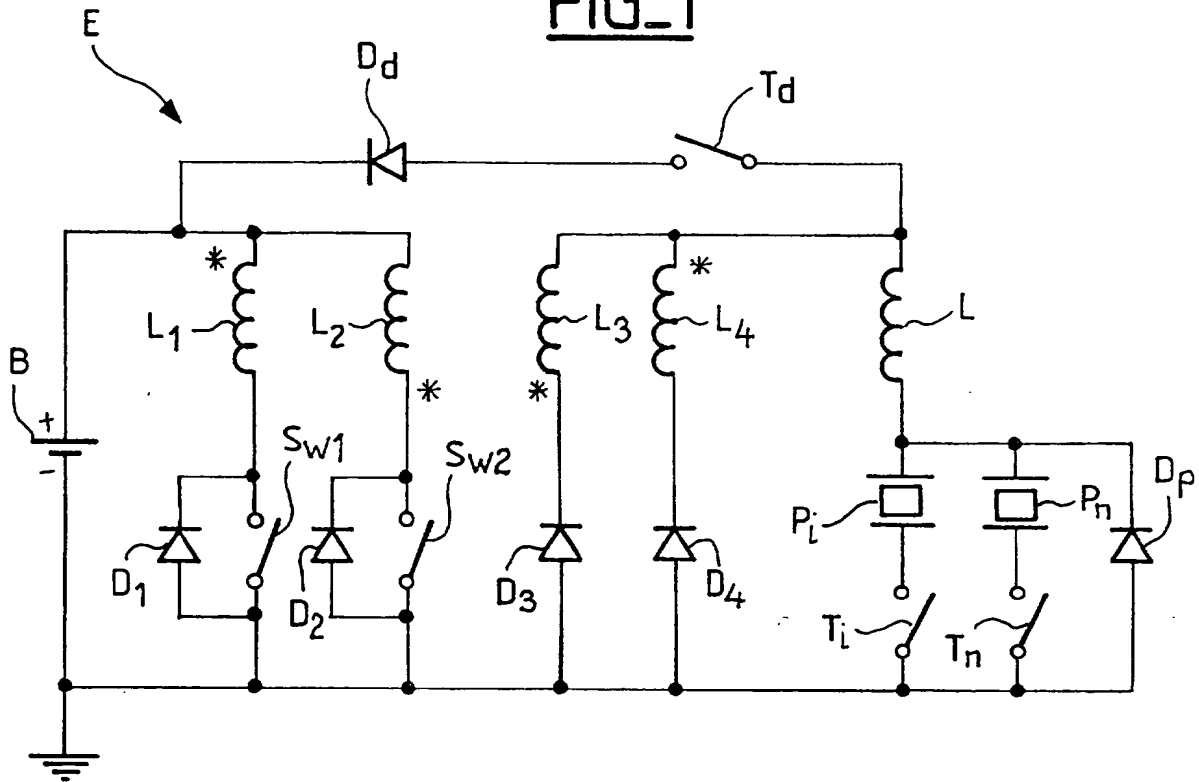 FIG_1
E
Dd
Td
*
*
L1
L2
L3
L4
L
B
+
-
*
*
Sw1
Sw2
Pi
Pn
Dp
D1
D2
D3
D4
Ti
Tn